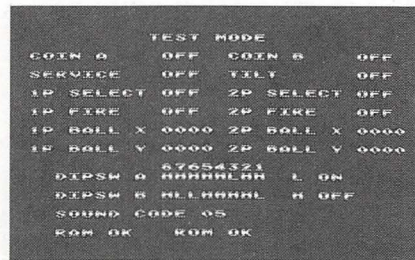 TEST MODE
COIN A OFF COIN B OFF
SERVICE OFF TILT OFF
1P SELECT OFF 2P SELECT OFF
1P FIRE OFF 2P FIRE OFF
1P BALL X 0000 2P BALL X 0000
1P BALL Y 0000 2P BALL Y 0000
87654321
DIPSW A HHHHHLHH L ON
DIPSW B HLLHHHHL H OFF
SOUND CODE 05
RAM OK ROM OK